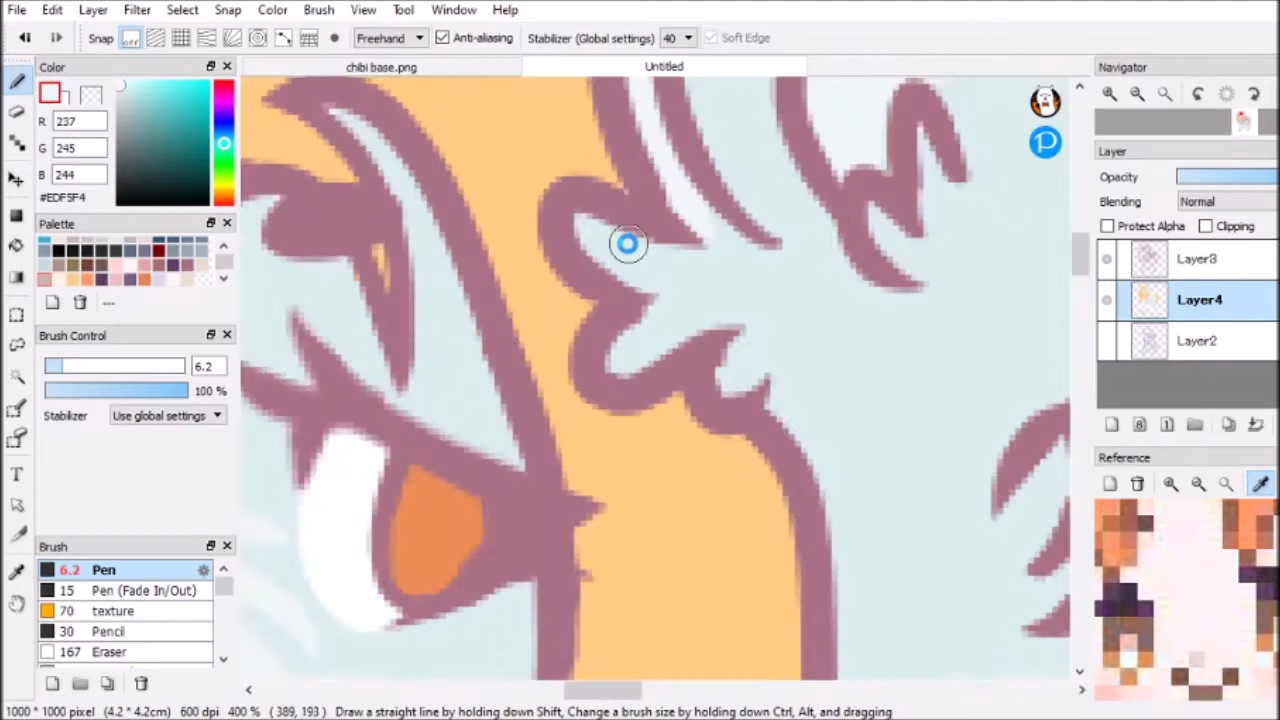 File Edit Layer Filter Select Snap Color Brush View Tool Window Help
Snap off Freehand Anti-aliasing Stabilizer (Global settings) 40 Soft Edge
Color
chibi base.png
Untitled
Navigator
R 237
G 245
B 244
#EDF5F4
Palette
---
Brush Control
6.2
100 %
Stabilizer Use global settings
Brush
6.2 Pen
15 Pen (Fade In/Out)
70 texture
30 Pencil
167 Eraser
Layer
Opacity
Blending Normal
Protect Alpha Clipping
Layer3
Layer4
Layer2
8 1
Reference
1000 * 1000 pixel (4.2 * 4.2cm) 600 dpi 400 % ( 389, 193 ) Draw a straight line by holding down Shift, Change a brush size by holding down Ctrl, Alt, and dragging